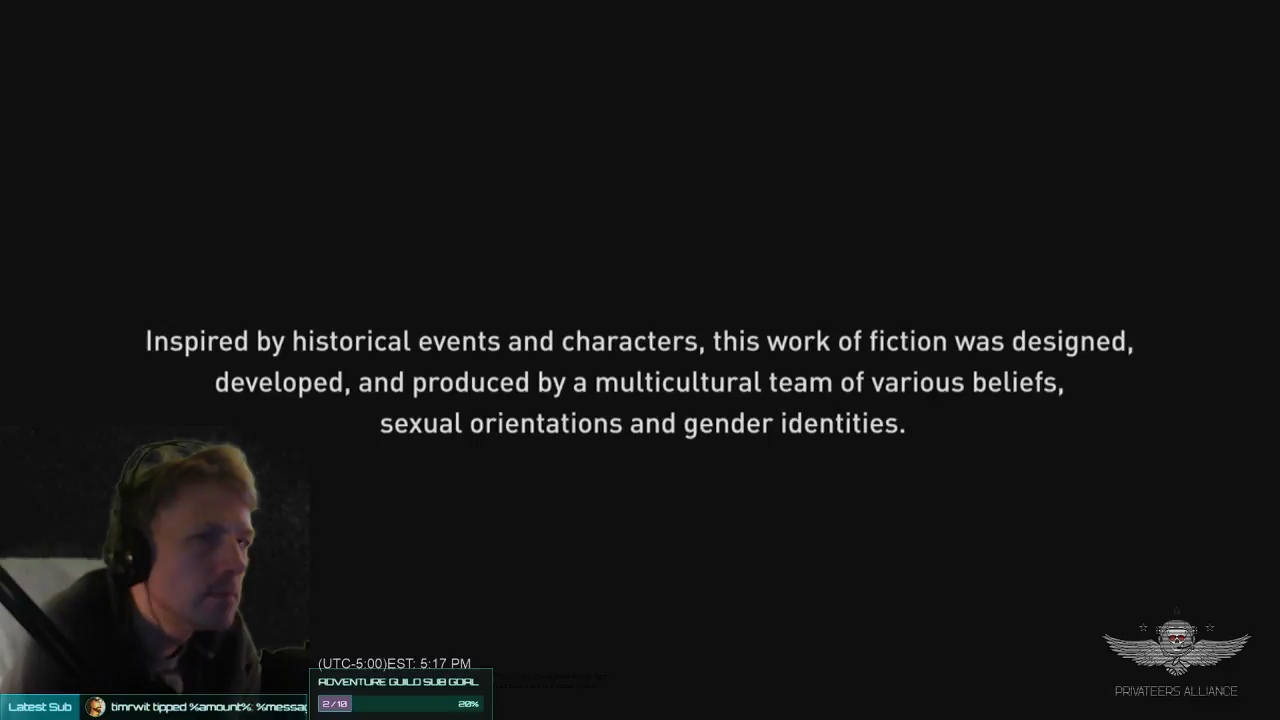 Inspired by historical events and characters, this work of fiction was designed,
developed, and produced by a multicultural team of various beliefs,
sexual orientations and gender identities.
(UTC-5:00)EST: 5:17 PM
ADVENTURE GUILD SUB GOAL
2/10 20%
Latest Sub timrwit tipped %amount%: %messag
PRIVATEERS ALLIANCE